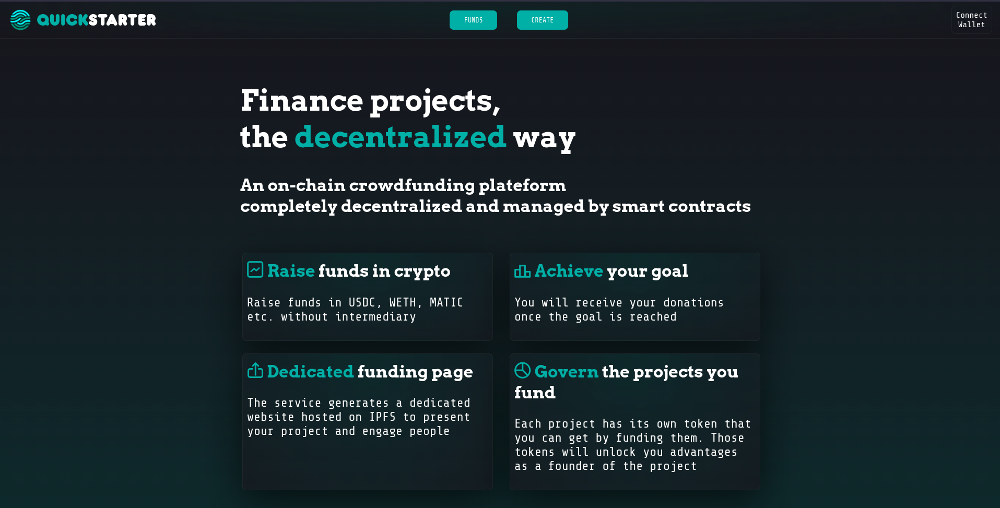 QUICKSTARTER
FUNDS
CREATE
Connect
Wallet
Finance projects,
the decentralized way
An on-chain crowdfunding plateform
completely decentralized and managed by smart contracts
Raise funds in crypto
Raise funds in USDC, WETH, MATIC
etc. without intermediary
Achieve your goal
You will receive your donations
once the goal is reached
Dedicated funding page
The service generates a dedicated
website hosted on IPFS to present
your project and engage people
Govern the projects you
fund
Each project has its own token that
you can get by funding them. Those
tokens will unlock you advantages
as a founder of the project